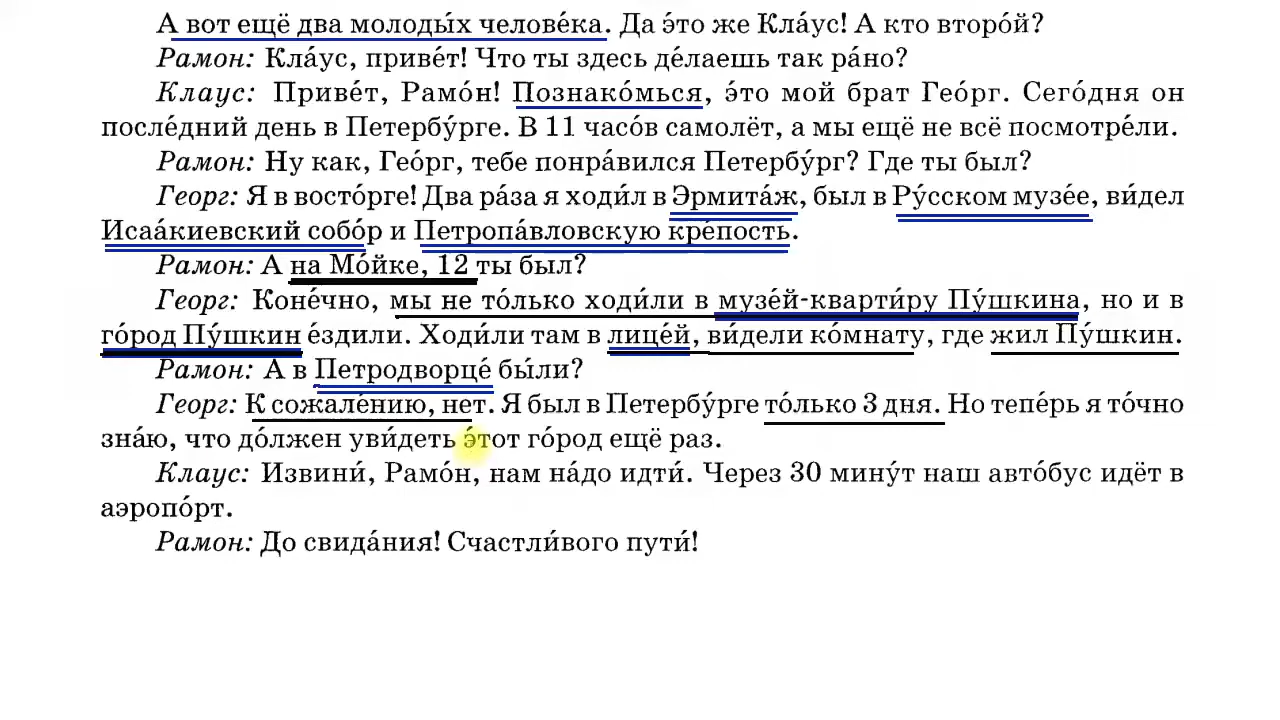 А вот ещё два молоды́х челове́ка. Да э́то же Кла́ус! А кто второ́й?
Рамон: Кла́ус, приве́т! Что ты здесь де́лаешь так ра́но?
Клаус: Приве́т, Рамо́н! Познако́мься, э́то мой брат Гео́рг. Сего́дня он
после́дний день в Петербу́рге. В 11 часо́в самолёт, а мы ещё не всё посмотре́ли.
Рамон: Ну как, Гео́рг, тебе понра́вился Петербу́рг? Где ты был?
Георг: Я в восто́рге! Два ра́за я ходи́л в Эрмита́ж, был в Ру́сском музе́е, ви́дел
Исаа́киевский собо́р и Петропа́вловскую кре́пость.
Рамон: А на Мо́йке, 12 ты был?
Георг: Коне́чно, мы не то́лько ходи́ли в музе́й-кварти́ру Пу́шкина, но и в
го́род Пу́шкин е́здили. Ходи́ли там в лице́й, ви́дели ко́мнату, где жил Пу́шкин.
Рамон: А в Петродворце́ бы́ли?
Георг: К сожале́нию, нет. Я был в Петербу́рге то́лько 3 дня. Но тепе́рь я то́чно
зна́ю, что до́лжен уви́деть э́тот го́род ещё раз.
Клаус: Извини́, Рамо́н, нам на́до идти́. Через 30 мину́т наш авто́бус идёт в
аэропо́рт.
Рамон: До свида́ния! Счастли́вого пути́!